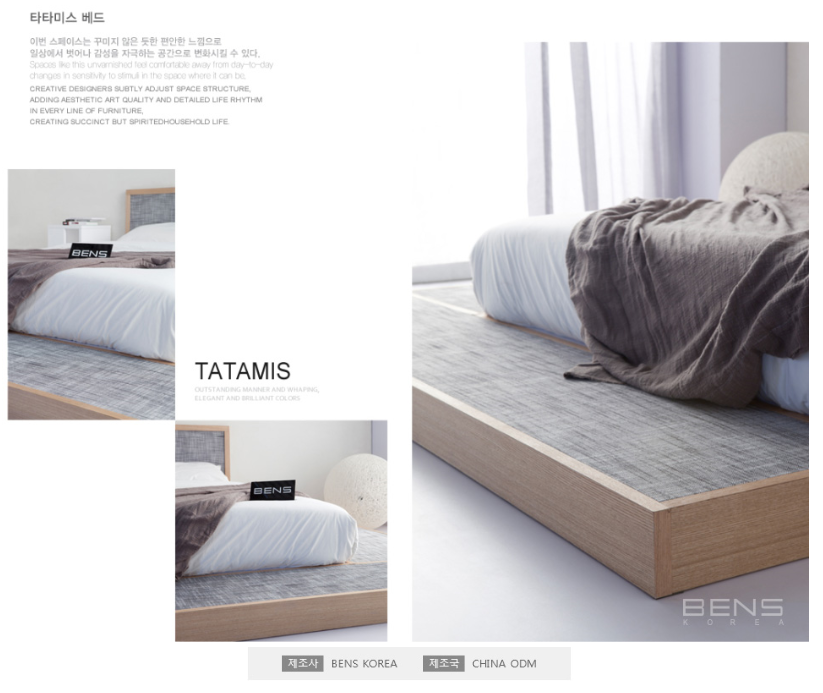 타타미스 베드
이번 스페이스는 꾸미지 않은 듯한 편안한 느낌으로
일상에서 벗어나 감성을 자극하는 공간으로 변화시킬 수 있다.
Spaces like this unvarnished feel comfortable away from day-to-day
changes in sensitivity to stimuli in the space where it can be.
CREATIVE DESIGNERS SUBTLY ADJUST SPACE STRUCTURE,
ADDING AESTHETIC ART QUALITY AND DETAILED LIFE RHYTHM
IN EVERY LINE OF FURNITURE,
CREATING SUCCINCT BUT SPIRITEDHOUSEHOLD LIFE.
BENS
TATAMIS
OUTSTANDING MANNER AND WHAPING,
ELEGANT AND BRILLIANT COLORS
BENS
BENS
KOREA
제조사 BENS KOREA 제조국 CHINA ODM